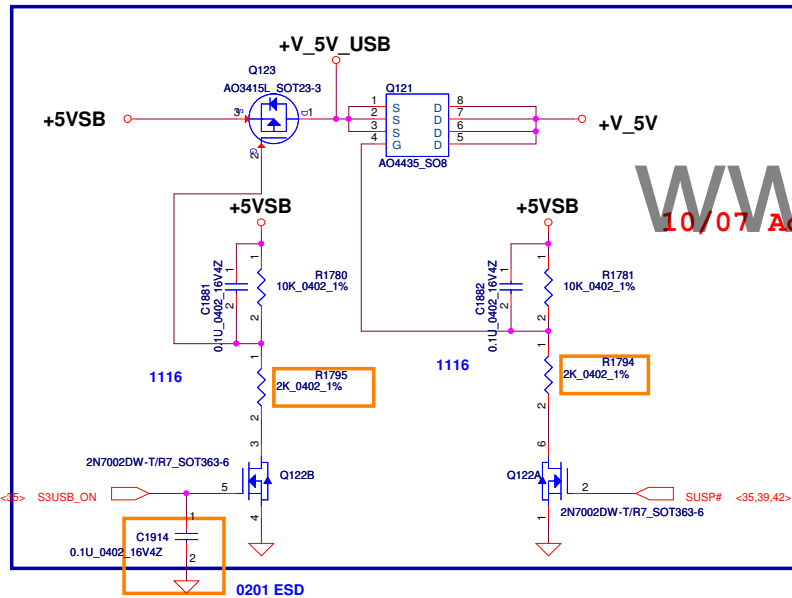 +V_5V_USB
Q123
AO3415L_SOT23-3
3
S
D
1
G
2
+5VSB
Q121
1 S D 8
2 S D 7
3 S D 6
4 G D 5
AO4435_SO8
+V_5V
WW
10/07 Ad
+5VSB
+5VSB
1
2
C1881
0.1U_0402_16V4Z
1
R1780
10K_0402_1%
2
1
2
C1882
0.1U_0402_16V4Z
1
R1781
10K_0402_1%
2
1116
1
R1795
2K_0402_1%
2
1116
1
R1794
2K_0402_1%
2
2N7002DW-T/R7_SOT363-6
3
Q122B
5
4
6
Q122A
2
1
2N7002DW-T/R7_SOT363-6
<35> S3USB_ON
SUSP# <35,39,42>
1
C1914
0.1U_0402_16V4Z
2
0201 ESD